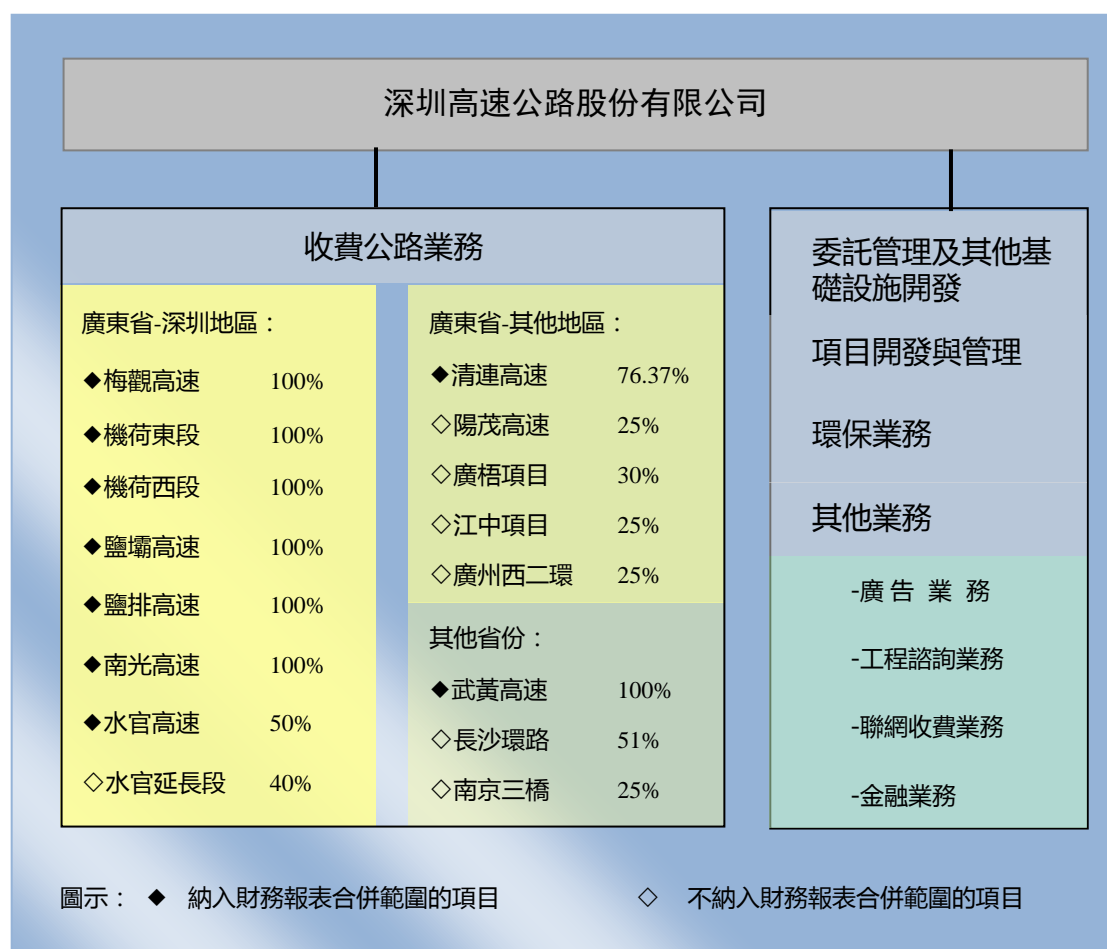 深圳高速公路股份有限公司
收費公路業務
廣東省-深圳地區：
◆梅觀高速 100%
◆機荷東段 100%
◆機荷西段 100%
◆鹽壩高速 100%
◆鹽排高速 100%
◆南光高速 100%
◆水官高速 50%
◇水官延長段 40%
廣東省-其他地區：
◆清連高速 76.37%
◇陽茂高速 25%
◇廣梧項目 30%
◇江中項目 25%
◇廣州西二環 25%
其他省份：
◆武黃高速 100%
◇長沙環路 51%
◇南京三橋 25%
委託管理及其他基
礎設施開發
項目開發與管理
環保業務
其他業務
-廣告 業 務
-工程諮詢業務
-聯網收費業務
-金融業務
圖示：◆ 納入財務報表合併範圍的項目 ◇ 不納入財務報表合併範圍的項目